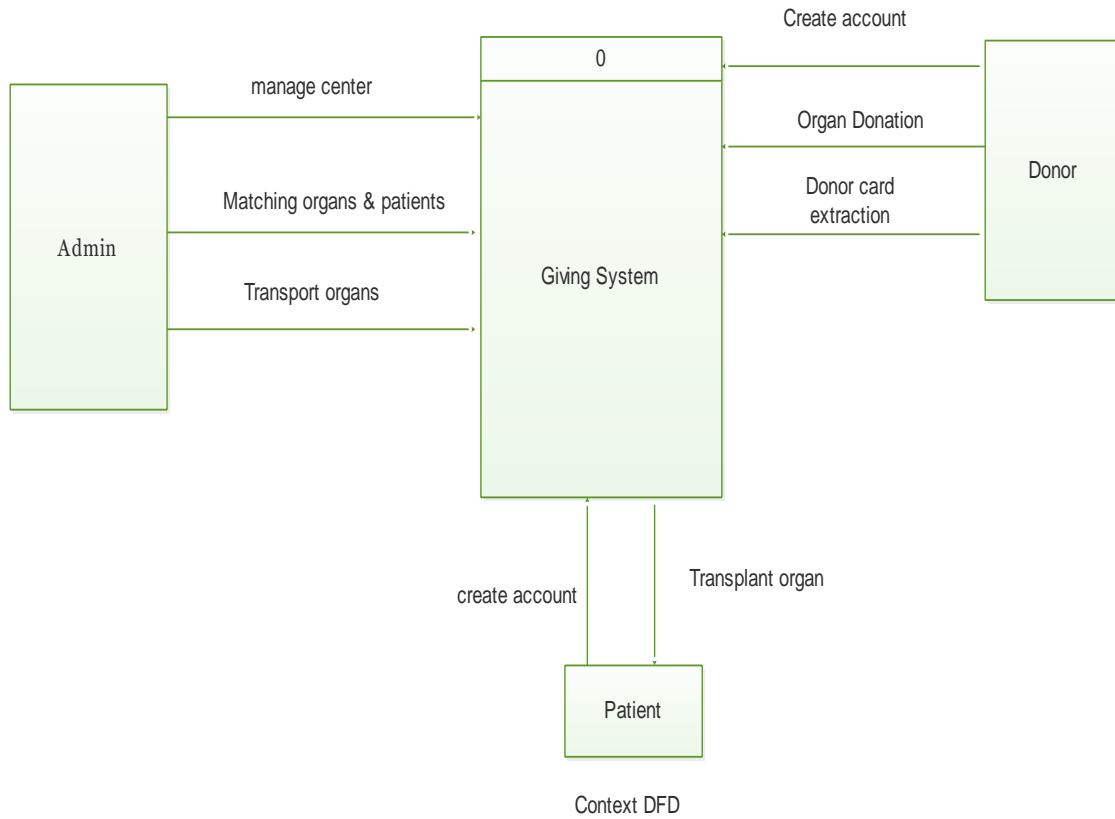 Create account
0
manage center
Organ Donation
Donor
Donor card
extraction
Matching organs & patients
Admin
Giving System
Transport organs
Transplant organ
create account
Patient
Context DFD